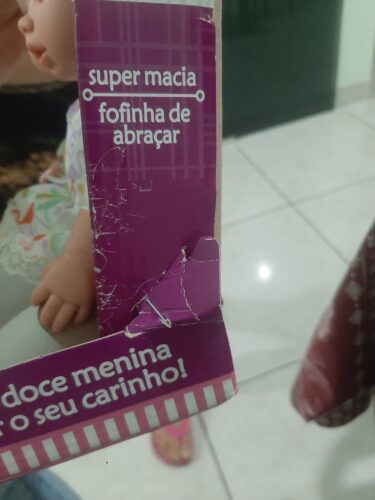 super macia
fofinha de
abraçar
doce menina
o seu carinho!